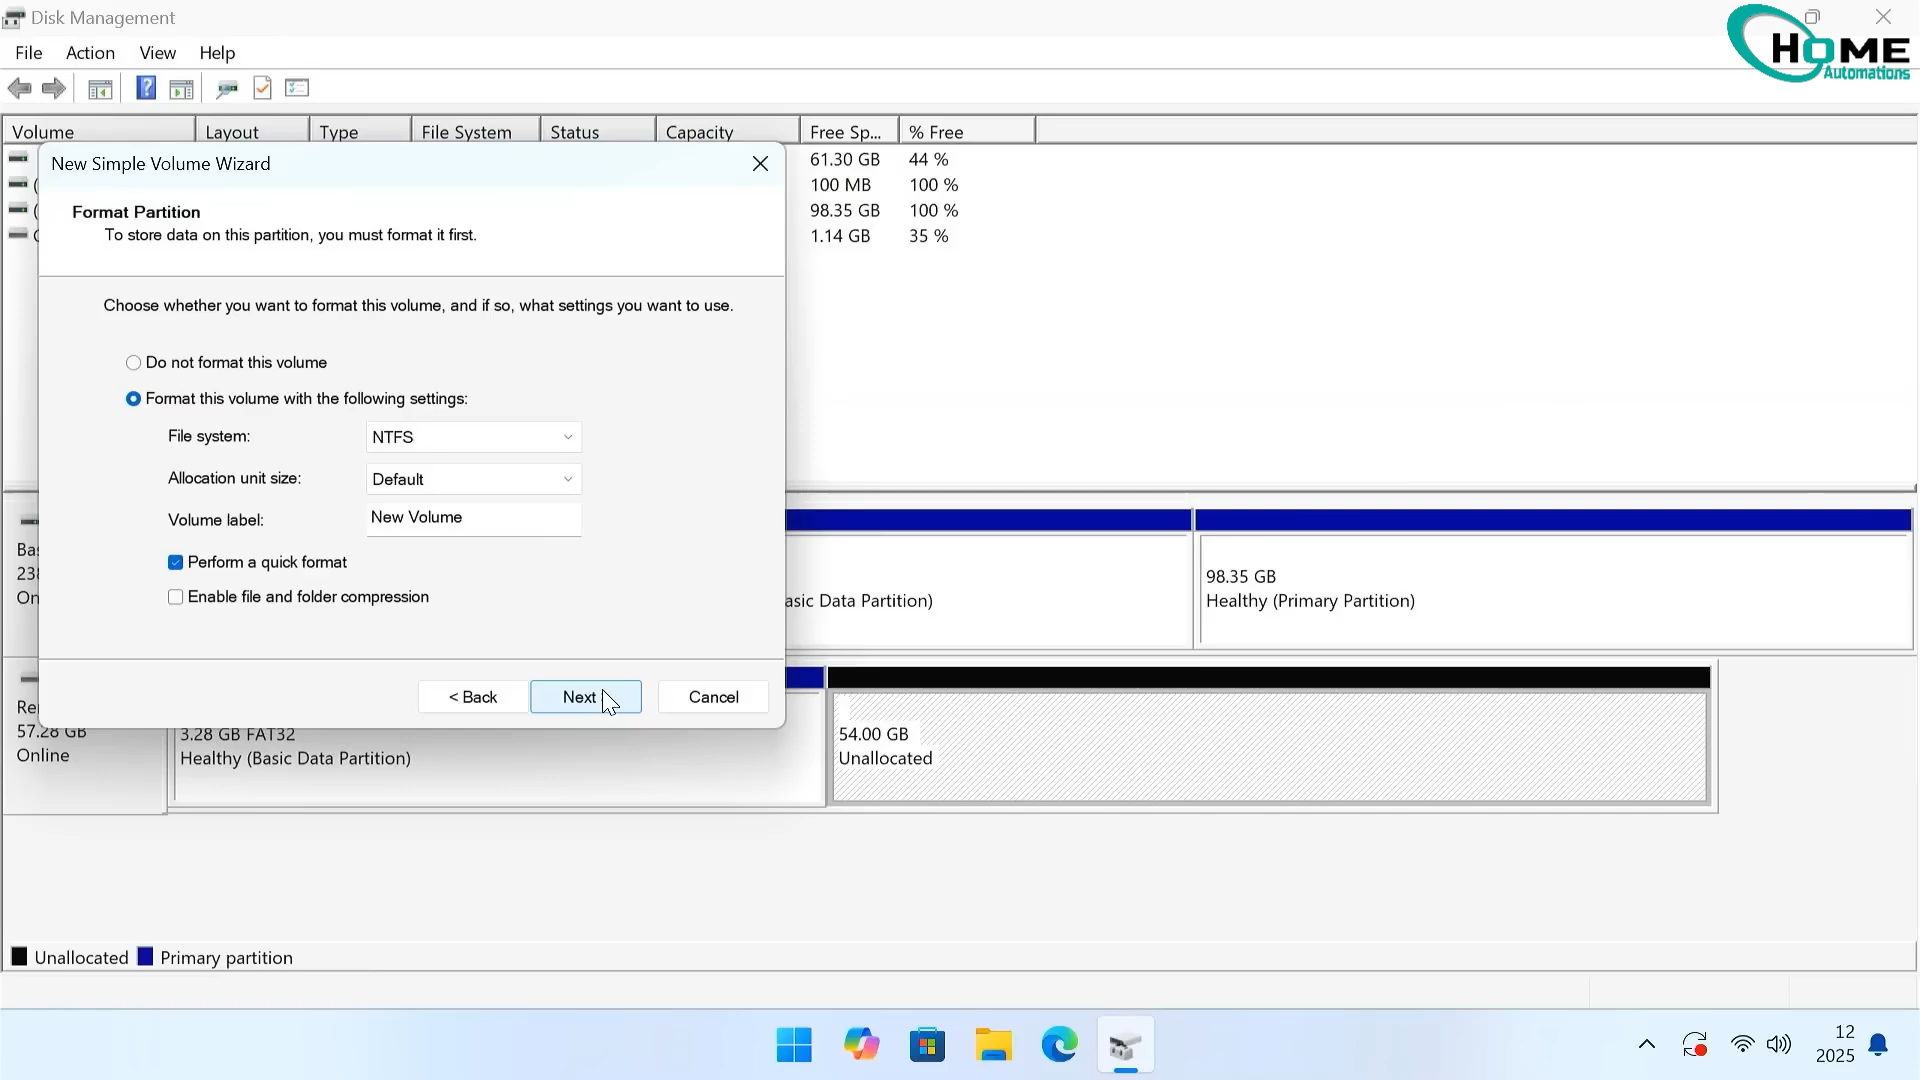 Disk Management
HOME
Automations
File Action View Help
Volume Layout Type File System Status Capacity Free Sp... % Free
61.30 GB 44 %
( 100 MB 100 %
( 98.35 GB 100 %
1.14 GB 35 %
New Simple Volume Wizard
Format Partition
To store data on this partition, you must format it first.
Choose whether you want to format this volume, and if so, what settings you want to use.
Do not format this volume
Format this volume with the following settings:
File system: NTFS
Allocation unit size: Default
Volume label: New Volume
Perform a quick format
Enable file and folder compression
< Back Next Cancel
Bas
238
On
asic Data Partition)
98.35 GB
Healthy (Primary Partition)
Re
57.28 GB
Online
3.28 GB FAT32
Healthy (Basic Data Partition)
54.00 GB
Unallocated
Unallocated Primary partition
12
2025